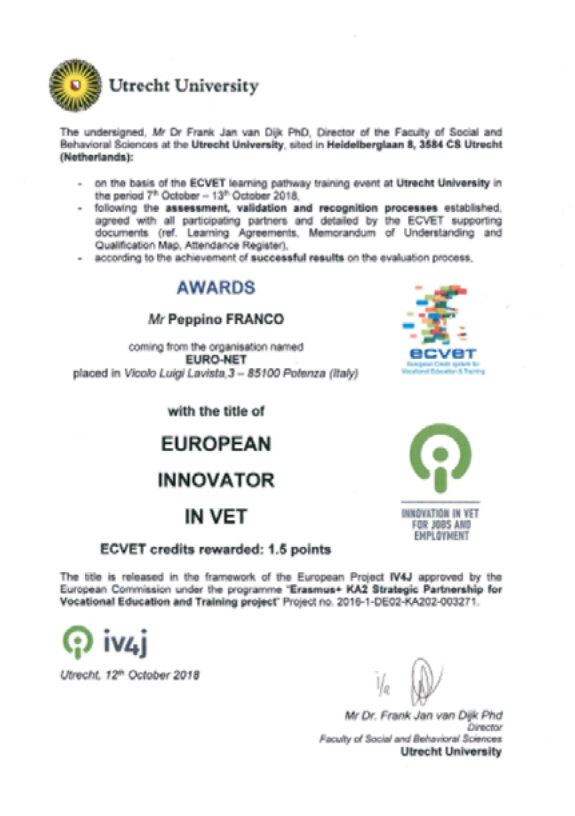 Utrecht University
The undersigned, Mr Dr Frank Jan van Dijk PhD, Director of the Faculty of Social and
Behavioral Sciences at the Utrecht University, sited in Heidelberglaan 8, 3584 CS Utrecht
(Netherlands):
- on the basis of the ECVET learning pathway training event at Utrecht University in
the period 7th October – 13th October 2018,
- following the assessment, validation and recognition processes established,
agreed with all participating partners and detailed by the ECVET supporting
documents (ref. Learning Agreements, Memorandum of Understanding and
Qualification Map, Attendance Register),
- according to the achievement of successful results on the evaluation process,
AWARDS
Mr Peppino FRANCO
coming from the organisation named
EURO-NET
placed in Vicolo Luigi Lavista,3 – 85100 Potenza (Italy)
ecvet
European Credit system for
Vocational Education & Training
with the title of
EUROPEAN
INNOVATOR
IN VET
INNOVATION IN VET
FOR JOBS AND
EMPLOYMENT
ECVET credits rewarded: 1.5 points
The title is released in the framework of the European Project IV4J approved by the
European Commission under the programme "Erasmus+ KA2 Strategic Partnership for
Vocational Education and Training project" Project no. 2016-1-DE02-KA202-003271.
iv4j
Utrecht, 12th October 2018
i/a
Mr Dr. Frank Jan van Dijk Phd
Director
Faculty of Social and Behavioral Sciences
Utrecht University